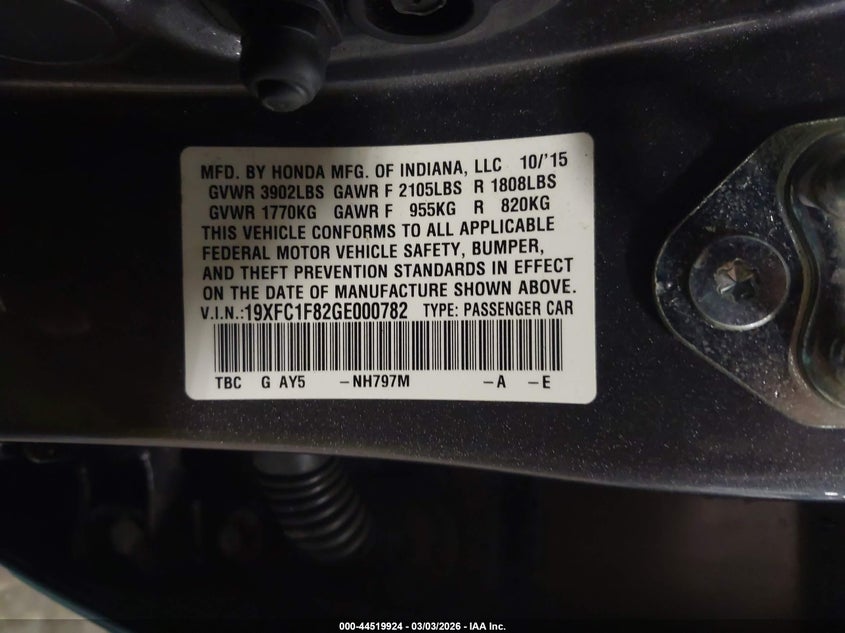 MFD. BY HONDA MFG. OF INDIANA, LLC 10/'15
GVWR 3902LBS GAWR F 2105LBS R 1808LBS
GVWR 1770KG GAWR F 955KG R 820KG
THIS VEHICLE CONFORMS TO ALL APPLICABLE
FEDERAL MOTOR VEHICLE SAFETY, BUMPER,
AND THEFT PREVENTION STANDARDS IN EFFECT
ON THE DATE OF MANUFACTURE SHOWN ABOVE.
V.I.N.:19XFC1F82GE000782 TYPE: PASSENGER CAR
TBC G AY5 -NH797M -A -E
000-44519924 - 03/03/2026 - IAA Inc.